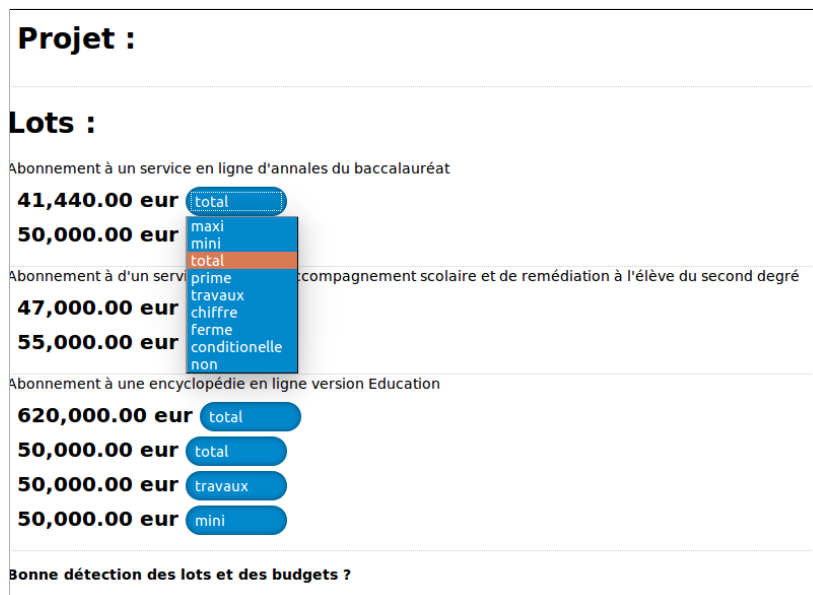 Projet :
Lots :
Abonnement à un service en ligne d'annales du baccalauréat
41,440.00 eur total
50,000.00 eur
maxi
mini
total
prime
travaux
chiffre
ferme
conditionelle
non
Abonnement à d'un servi ccompagnement scolaire et de remédiation à l'élève du second degré
47,000.00 eur
55,000.00 eur
Abonnement à une encyclopédie en ligne version Education
620,000.00 eur total
50,000.00 eur total
50,000.00 eur travaux
50,000.00 eur mini
Bonne détection des lots et des budgets ?